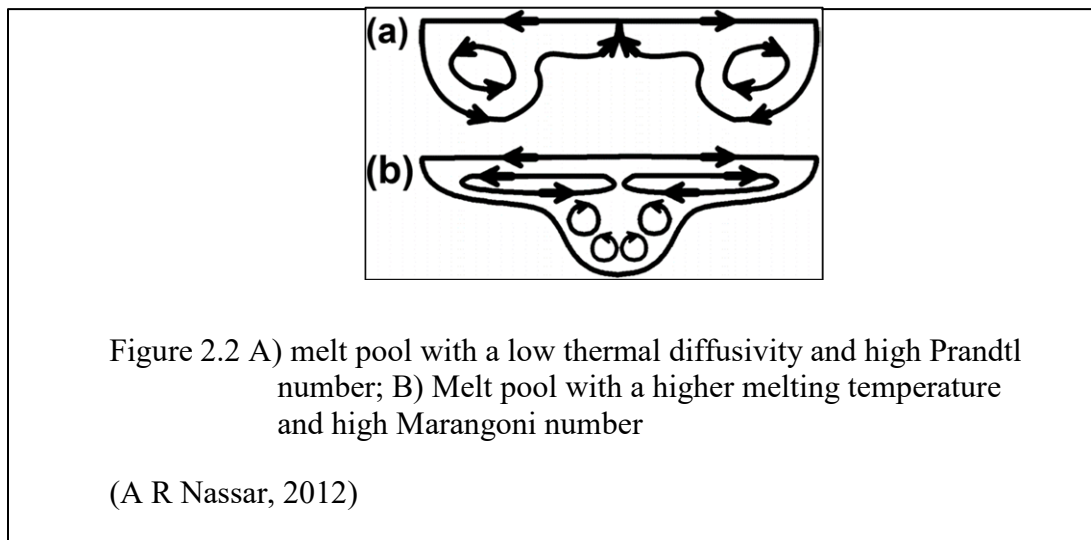 (a)
(b)
Figure 2.2 A) melt pool with a low thermal diffusivity and high Prandtl
number; B) Melt pool with a higher melting temperature
and high Marangoni number
(A R Nassar, 2012)